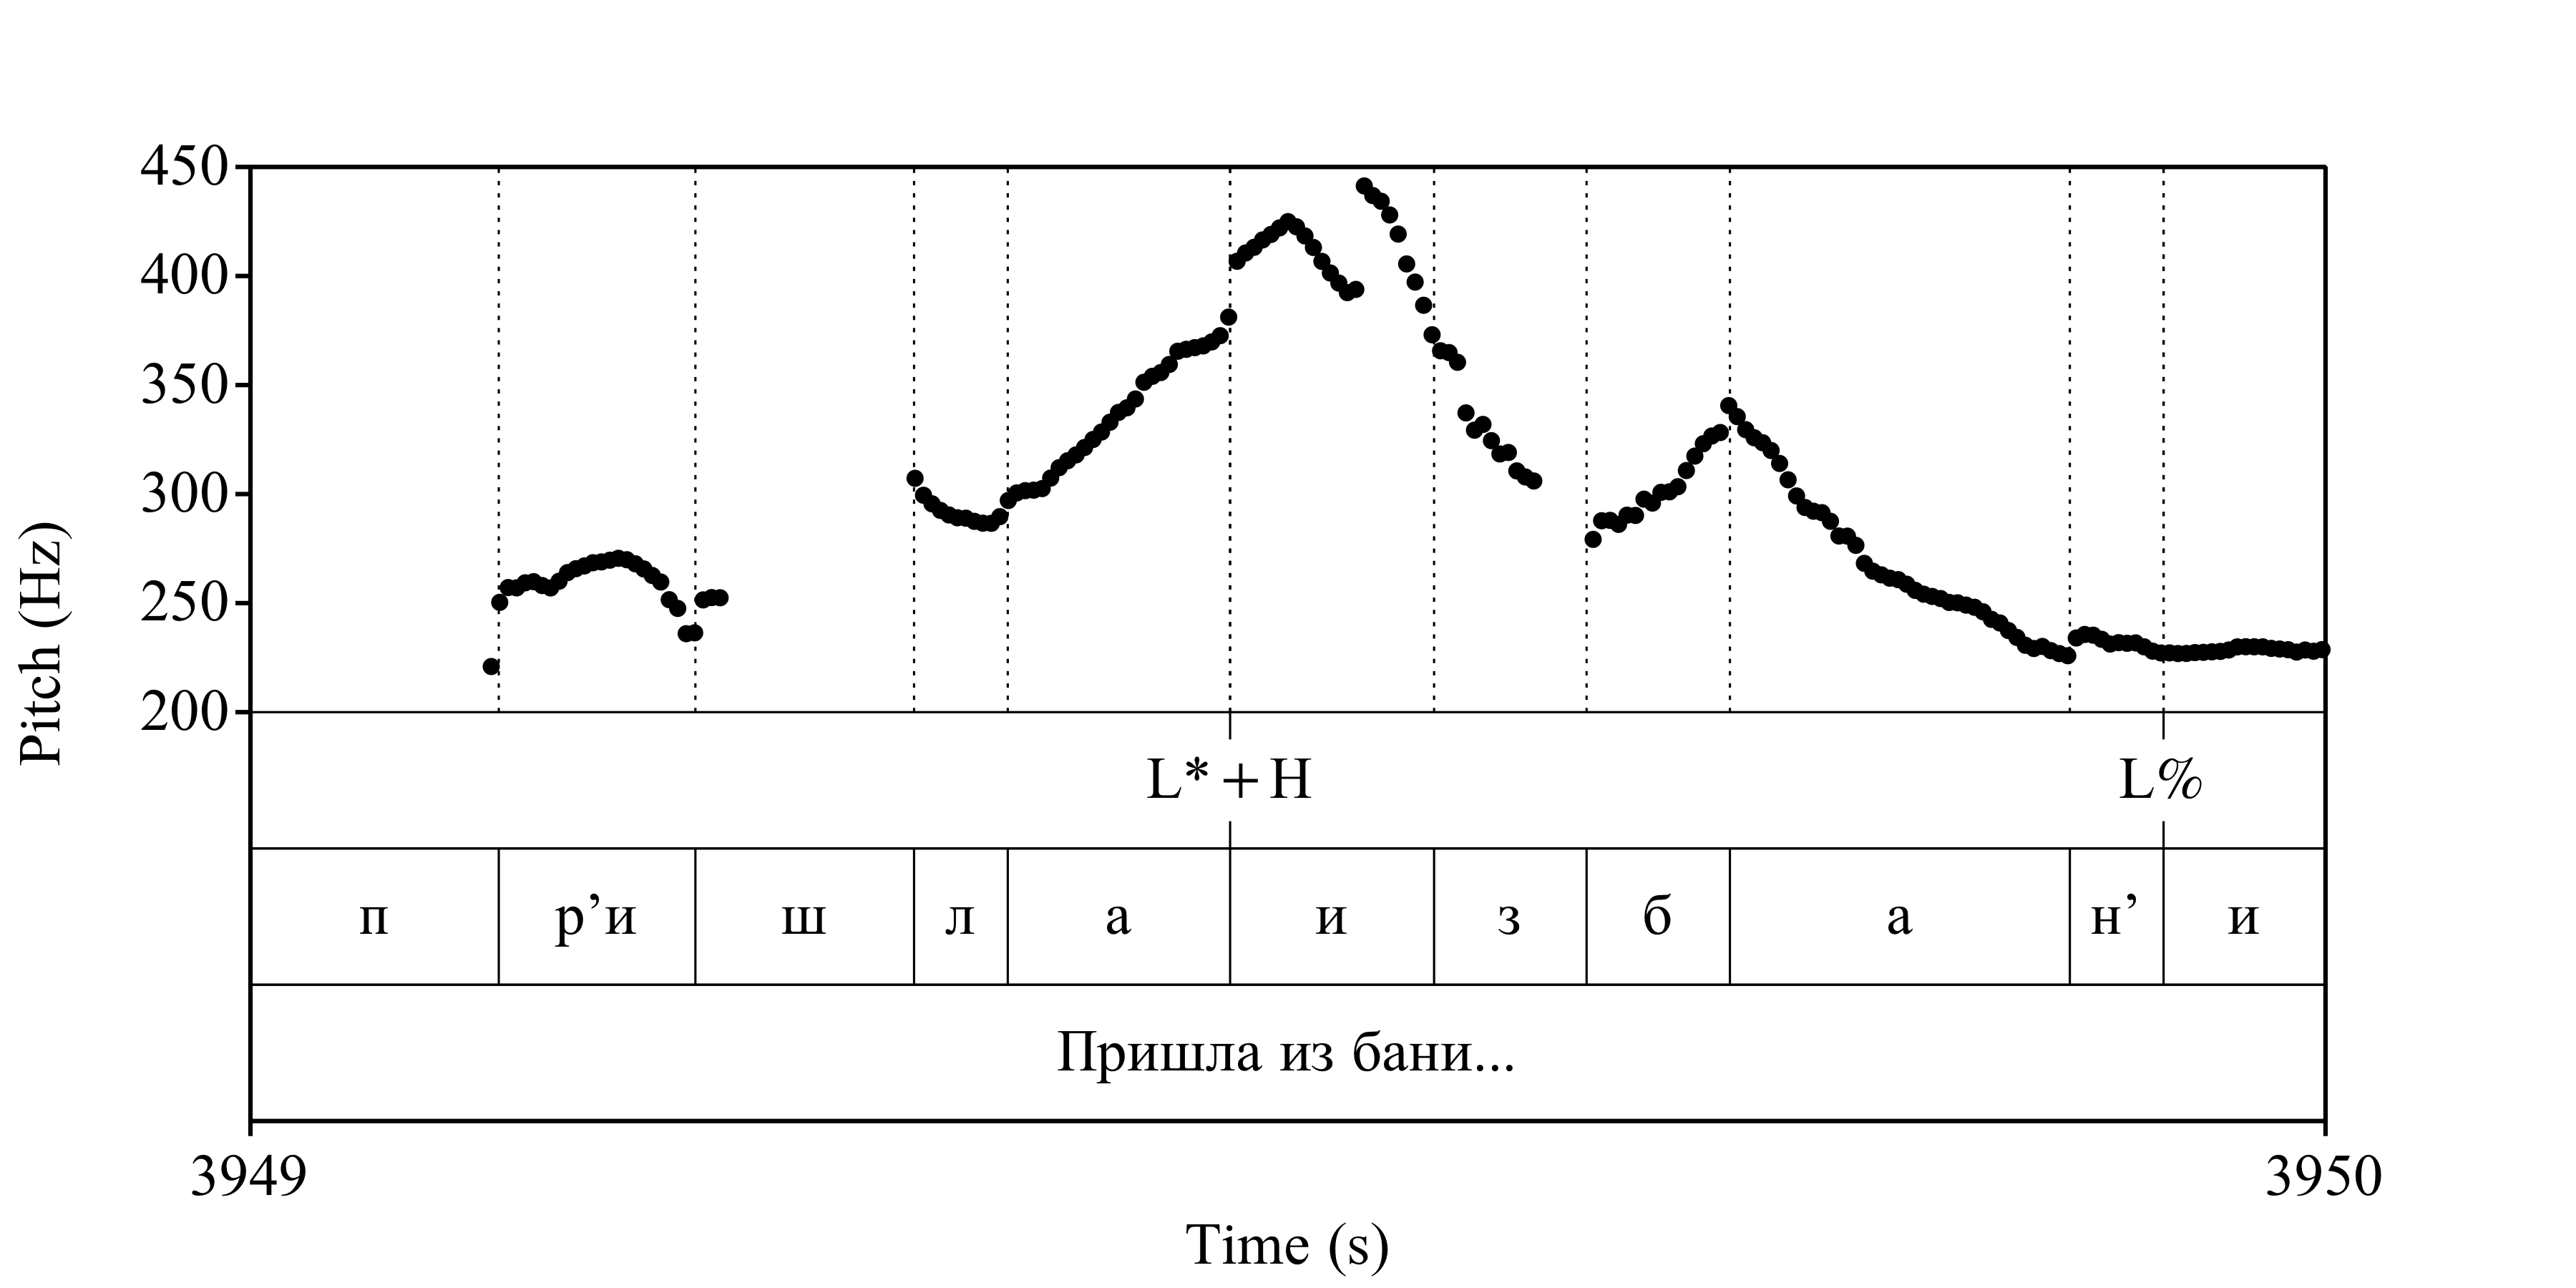 450
400
350
300
250
200
Pitch (Hz)
L*+H L%
п р’и ш л а и з б а н’ и
Пришла из бани...
3949 3950
Time (s)